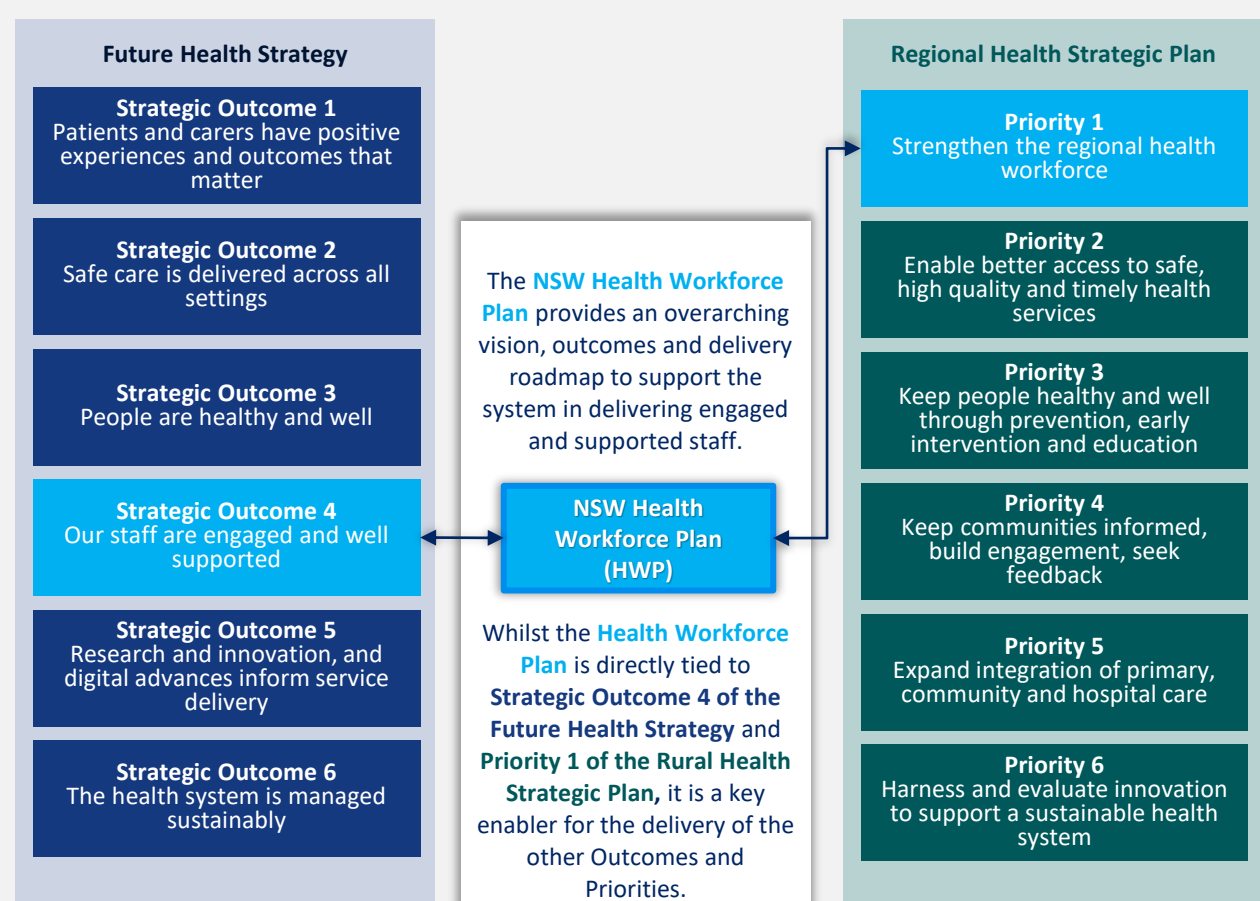 Future Health Strategy
Strategic Outcome 1
Patients and carers have positive
experiences and outcomes that
matter
Strategic Outcome 2
Safe care is delivered across all
settings
Strategic Outcome 3
People are healthy and well
Strategic Outcome 4
Our staff are engaged and well
supported
Strategic Outcome 5
Research and innovation, and
digital advances inform service
delivery
Strategic Outcome 6
The health system is managed
sustainably
The NSW Health Workforce
Plan provides an overarching
vision, outcomes and delivery
roadmap to support the
system in delivering engaged
and supported staff.
NSW Health
Workforce Plan
(HWP)
Whilst the Health Workforce
Plan is directly tied to
Strategic Outcome 4 of the
Future Health Strategy and
Priority 1 of the Rural Health
Strategic Plan, it is a key
enabler for the delivery of the
other Outcomes and
Priorities.
Regional Health Strategic Plan
Priority 1
Strengthen the regional health
workforce
Priority 2
Enable better access to safe,
high quality and timely health
services
Priority 3
Keep people healthy and well
through prevention, early
intervention and education
Priority 4
Keep communities informed,
build engagement, seek
feedback
Priority 5
Expand integration of primary,
community and hospital care
Priority 6
Harness and evaluate innovation
to support a sustainable health
system